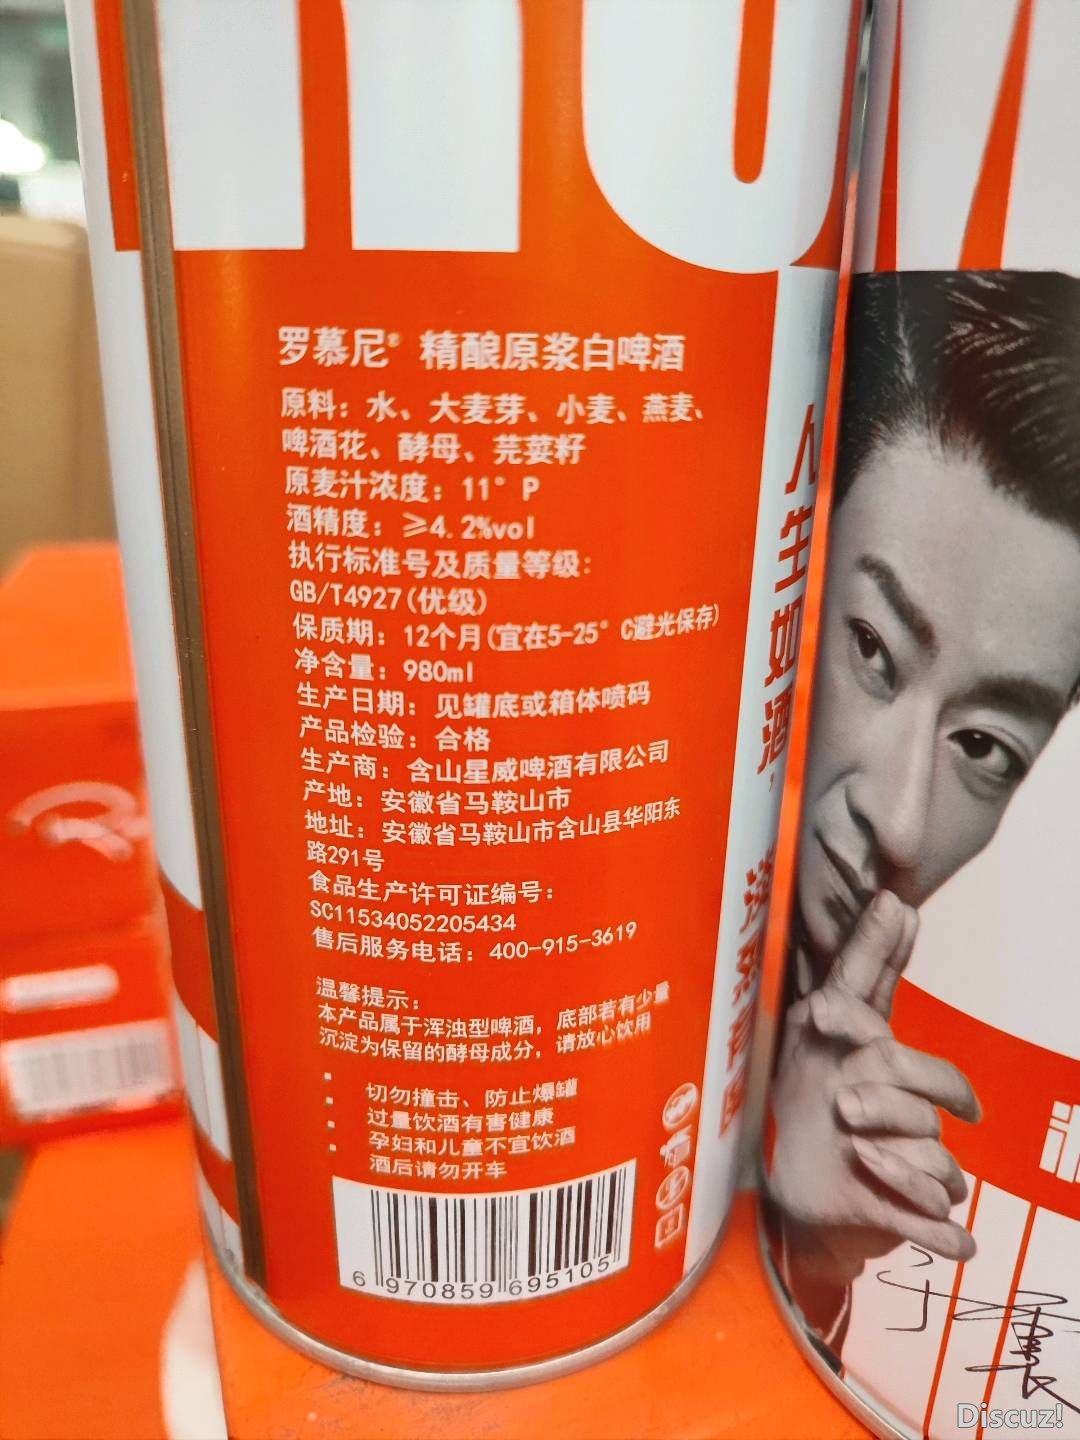 罗慕尼® 精酿原浆白啤酒
原料：水、大麦芽、小麦、燕麦、
啤酒花、酵母、芫荽籽
原麦汁浓度：11°P
酒精度：≥4.2%vol
执行标准号及质量等级：
GB/T4927(优级)
保质期：12个月(宜在5-25°C避光保存)
净含量：980ml
生产日期：见罐底或箱体喷码
产品检验：合格
生产商：含山星威啤酒有限公司
产地：安徽省马鞍山市
地址：安徽省马鞍山市含山县华阳东
路291号
食品生产许可证编号：
SC11534052205434
售后服务电话：400-915-3619
温馨提示：
本产品属于浑浊型啤酒，底部若有少量
沉淀为保留的酵母成分，请放心饮用
切勿撞击、防止爆罐
过量饮酒有害健康
孕妇和儿童不宜饮酒
酒后请勿开车
6 970859 695105
人生如酒，
Discuz!